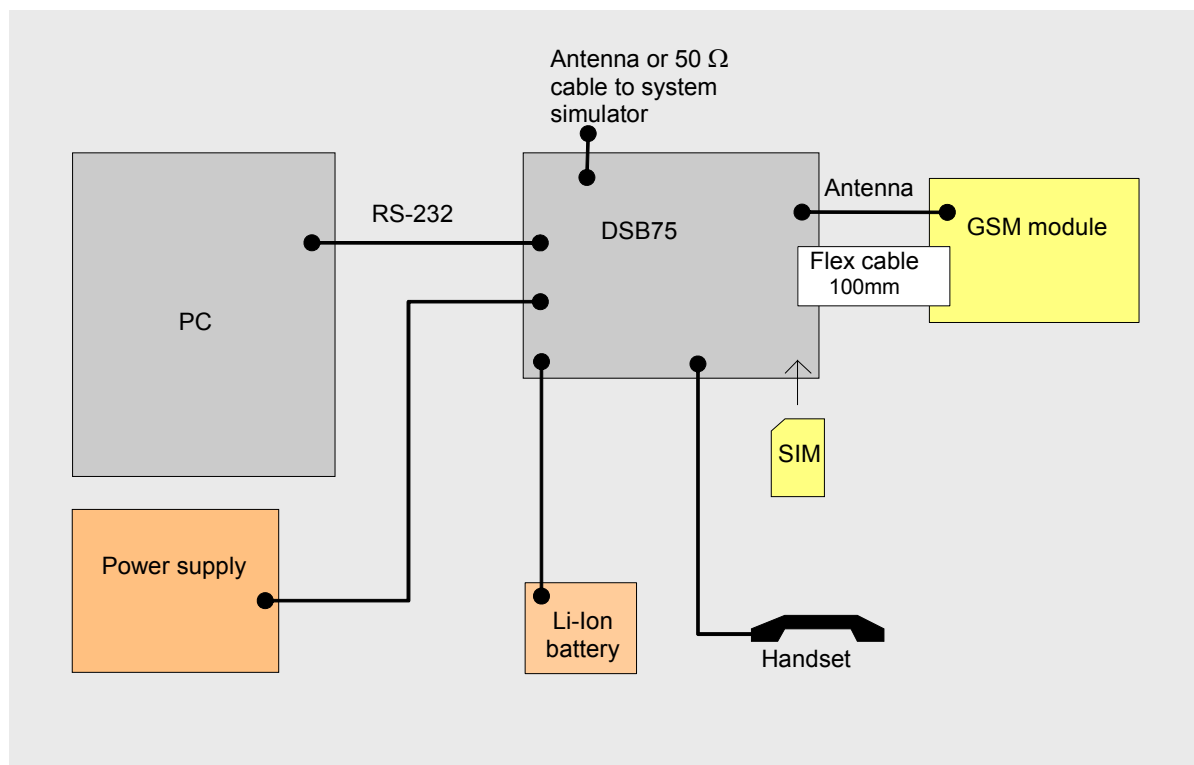 Antenna or 50 Ω
cable to system
simulator
RS-232
DSB75
Antenna
GSM module
Flex cable
100mm
PC
SIM
Power supply
Li-Ion
battery
Handset